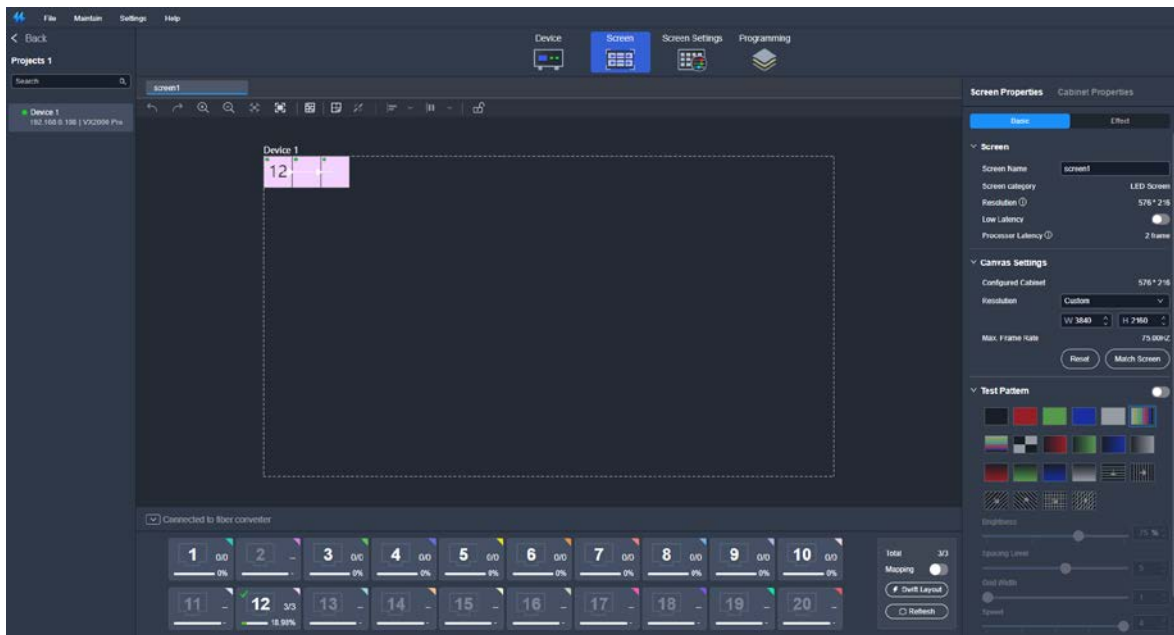 File Maintain Settings Help
Back
Device Screen Screen Settings Programming
Projects 1
Search
screen1
Device 1
192.168.0.108 | VX2000 Pro
Screen Properties Cabinet Properties
Basic Effect
Screen
Screen Name screen1
Screen category LED Screen
Resolution 576*216
Low Latency
Processor Latency 2 frame
Canvas Settings
Configured Cabinet 576*216
Resolution Custom
W 3840 H 2160
Max. Frame Rate 75.00HZ
Reset Match Screen
Test Pattern
Brightness 75 %
Spacing Level 5
Grid Width 1
Speed 4
Device 1
12
Connected to fiber converter
1 0/0 2 - 3 0/0 4 0/0 5 0/0 6 0/0 7 0/0 8 0/0 9 0/0 10 0/0
0% - 0% 0% 0% 0% 0% 0% 0% 0%
11 - 12 3/3 13 - 14 - 15 - 16 - 17 - 18 - 19 - 20 -
- 18.98% - - - - - - - -
Total 3/3
Mapping
Swift Layout
Refresh